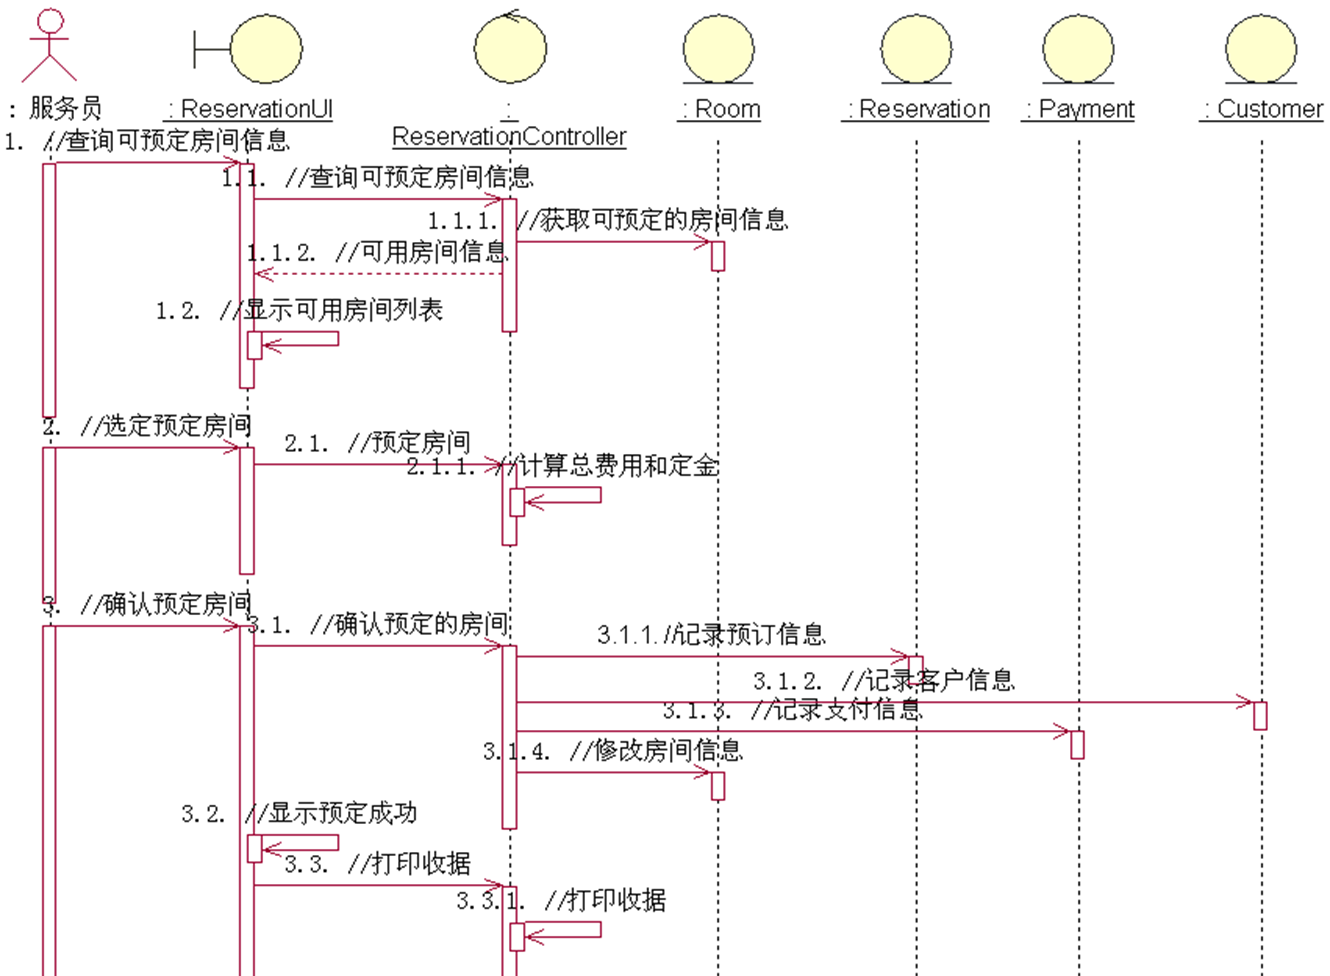 : 服务员
: ReservationUI
:
ReservationController
: Room
: Reservation
: Payment
: Customer
1. //查询可预定房间信息
1.1. //查询可预定房间信息
1.1.1. //获取可预定的房间信息
1.1.2. //可用房间信息
1.2. //显示可用房间列表
2. //选定预定房间
2.1. //预定房间
2.1.1. //计算总费用和定金
3. //确认预定房间
3.1. //确认预定的房间
3.1.1.//记录预订信息
3.1.2. //记录客户信息
3.1.3. //记录支付信息
3.1.4. //修改房间信息
3.2. //显示预定成功
3.3. //打印收据
3.3.1. //打印收据